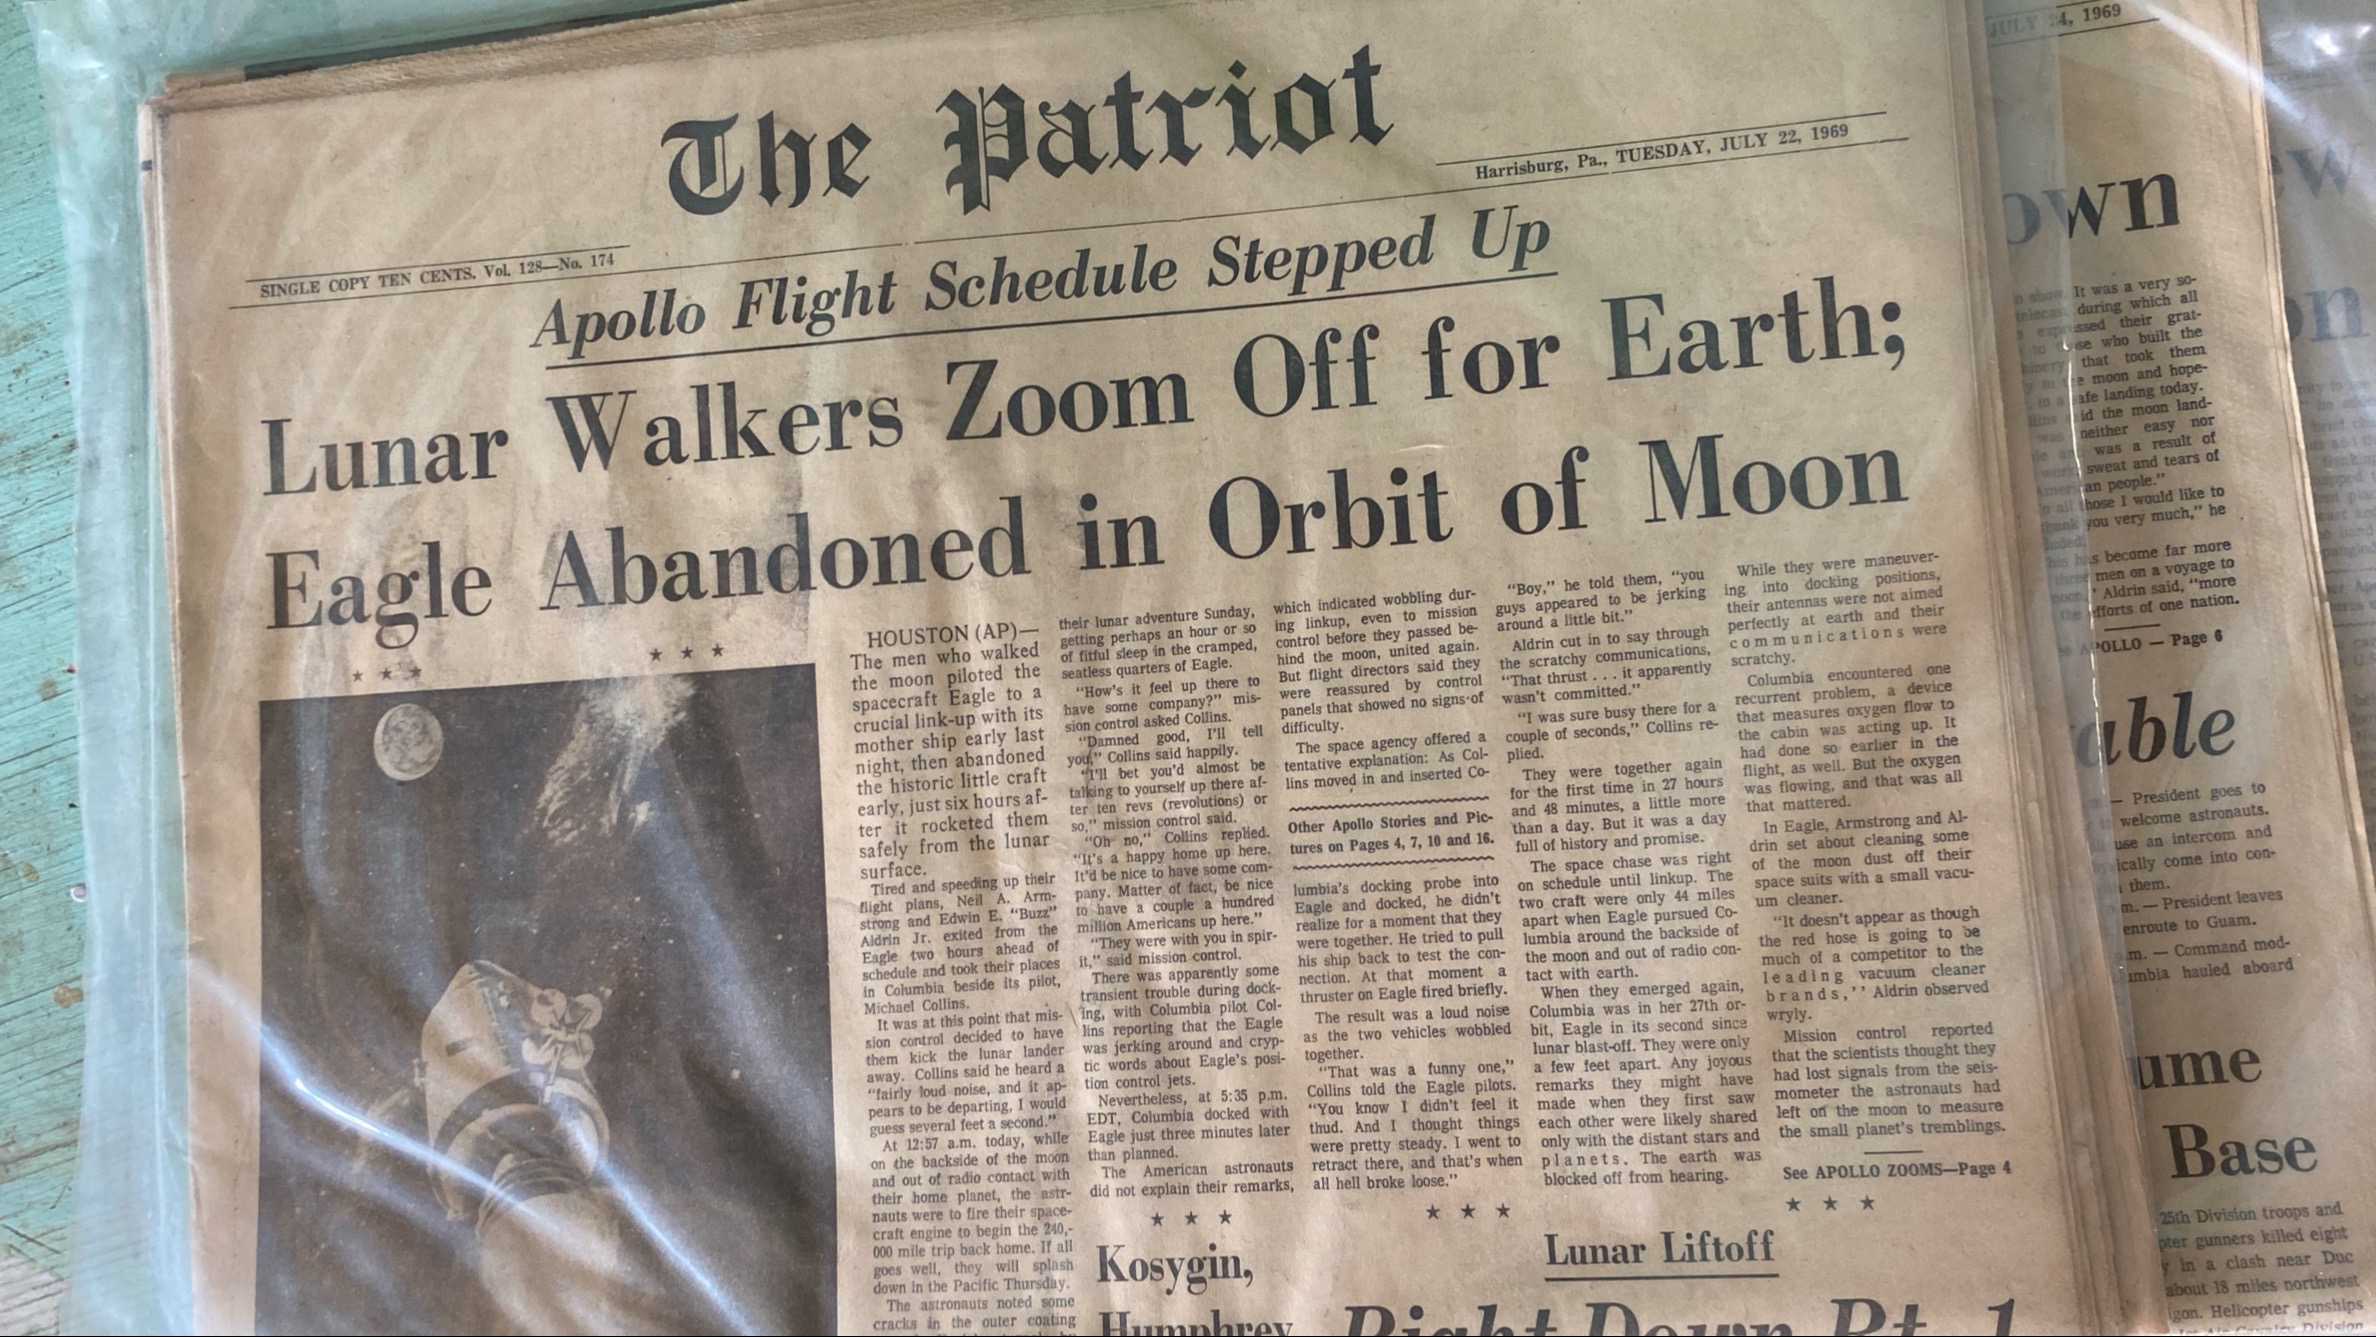 The Patriot
Harrisburg, Pa., TUESDAY, JULY 22, 1969
SINGLE COPY TEN CENTS. Vol. 128—No. 174
Apollo Flight Schedule Stepped Up
Lunar Walkers Zoom Off for Earth;
Eagle Abandoned in Orbit of Moon
★ ★ ★
★ ★ ★
HOUSTON (AP)—
The men who walked
the moon piloted the
spacecraft Eagle to a
crucial link-up with its
mother ship early last
night, then abandoned
the historic little craft
early, just six hours af-
ter it rocketed them
safely from the lunar
surface.
Tired and speeding up their
flight plans, Neil A. Arm-
strong and Edwin E. "Buzz"
Aldrin Jr. exited from the
Eagle two hours ahead of
schedule and took their places
in Columbia beside its pilot,
Michael Collins.
It was at this point that mis-
sion control decided to have
them kick the lunar lander
away. Collins said he heard a
"fairly loud noise, and it ap-
pears to be departing, I would
guess several feet a second."
At 12:57 a.m. today, while
on the backside of the moon
and out of radio contact with
their home planet, the astr-
nauts were to fire their space-
craft engine to begin the 240,-
000 mile trip back home. If all
goes well, they will splash
down in the Pacific Thursday.
The astronauts noted some
cracks in the outer coating
their lunar adventure Sunday,
getting perhaps an hour or so
of fitful sleep in the cramped,
seatless quarters of Eagle.
"How's it feel up there to
have some company?" mis-
sion control asked Collins.
"Damned good, I'll tell
you," Collins said happily.
"I'll bet you'd almost be
talking to yourself up there af-
ter ten revs (revolutions) or
so," mission control said.
"Oh no," Collins replied.
"It's a happy home up here.
It'd be nice to have some com-
pany. Matter of fact, be nice
to have a couple a hundred
million Americans up here."
"They were with you in spir-
it," said mission control.
There was apparently some
transient trouble during dock-
ing, with Columbia pilot Col-
lins reporting that the Eagle
was jerking around and cryp-
tic words about Eagle's posi-
tion control jets.
Nevertheless, at 5:35 p.m.
EDT, Columbia docked with
Eagle just three minutes later
than planned.
The American astronauts
did not explain their remarks,
which indicated wobbling dur-
ing linkup, even to mission
control before they passed be-
hind the moon, united again.
But flight directors said they
were reassured by control
panels that showed no signs of
difficulty.
The space agency offered a
tentative explanation: As Col-
lins moved in and inserted Co-
Other Apollo Stories and Pic-
tures on Pages 4, 7, 10 and 16.
lumbia's docking probe into
Eagle and docked, he didn't
realize for a moment that they
were together. He tried to pull
his ship back to test the con-
nection. At that moment a
thruster on Eagle fired briefly.
The result was a loud noise
as the two vehicles wobbled
together.
"That was a funny one,"
Collins told the Eagle pilots.
"You know I didn't feel it
thud. And I thought things
were pretty steady. I went to
retract there, and that's when
all hell broke loose."
"Boy," he told them, "you
guys appeared to be jerking
around a little bit."
Aldrin cut in to say through
the scratchy communications,
"That thrust . . . it apparently
wasn't committed."
"I was sure busy there for a
couple of seconds," Collins re-
plied.
They were together again
for the first time in 27 hours
and 48 minutes, a little more
than a day. But it was a day
full of history and promise.
The space chase was right
on schedule until linkup. The
two craft were only 44 miles
apart when Eagle pursued Co-
lumbia around the backside of
the moon and out of radio con-
tact with earth.
When they emerged again,
Columbia was in her 27th or-
bit, Eagle in its second since
lunar blast-off. They were only
a few feet apart. Any joyous
remarks they might have
made when they first saw
each other were likely shared
only with the distant stars and
planets. The earth was
blocked off from hearing.
While they were maneuver-
ing into docking positions,
their antennas were not aimed
perfectly at earth and their
communications were
scratchy.
Columbia encountered one
recurrent problem, a device
that measures oxygen flow to
the cabin was acting up. It
had done so earlier in the
flight, as well. But the oxygen
was flowing, and that was all
that mattered.
In Eagle, Armstrong and Al-
drin set about cleaning some
of the moon dust off their
space suits with a small vacu-
um cleaner.
"It doesn't appear as though
the red hose is going to be
much of a competitor to the
leading vacuum cleaner
brands,'' Aldrin observed
wryly.
Mission control reported
that the scientists thought they
had lost signals from the seis-
mometer the astronauts had
left on the moon to measure
the small planet's tremblings.
See APOLLO ZOOMS—Page 4
★ ★ ★
★ ★ ★
★ ★ ★
Kosygin,
Humphrey
Lunar Liftoff
Right Down Pt. 1
JULY 24, 1969
own
It was a very so-
during which all
expressed their grat-
those who built the
that took them
moon and hope-
safe landing today.
id the moon land-
neither easy nor
was a result of
sweat and tears of
an people."
those I would like to
thank you very much," he
has become far more
three men on a voyage to
Aldrin said, "more
efforts of one nation.
APOLLO — Page 6
able
— President goes to
welcome astronauts.
use an intercom and
ically come into con-
them.
m. — President leaves
enroute to Guam.
m. — Command mod-
umbia hauled aboard
ume
Base
25th Division troops and
pter gunners killed eight
in a clash near Duc
about 18 miles northwest
igon. Helicopter gunships
Division
ew
on